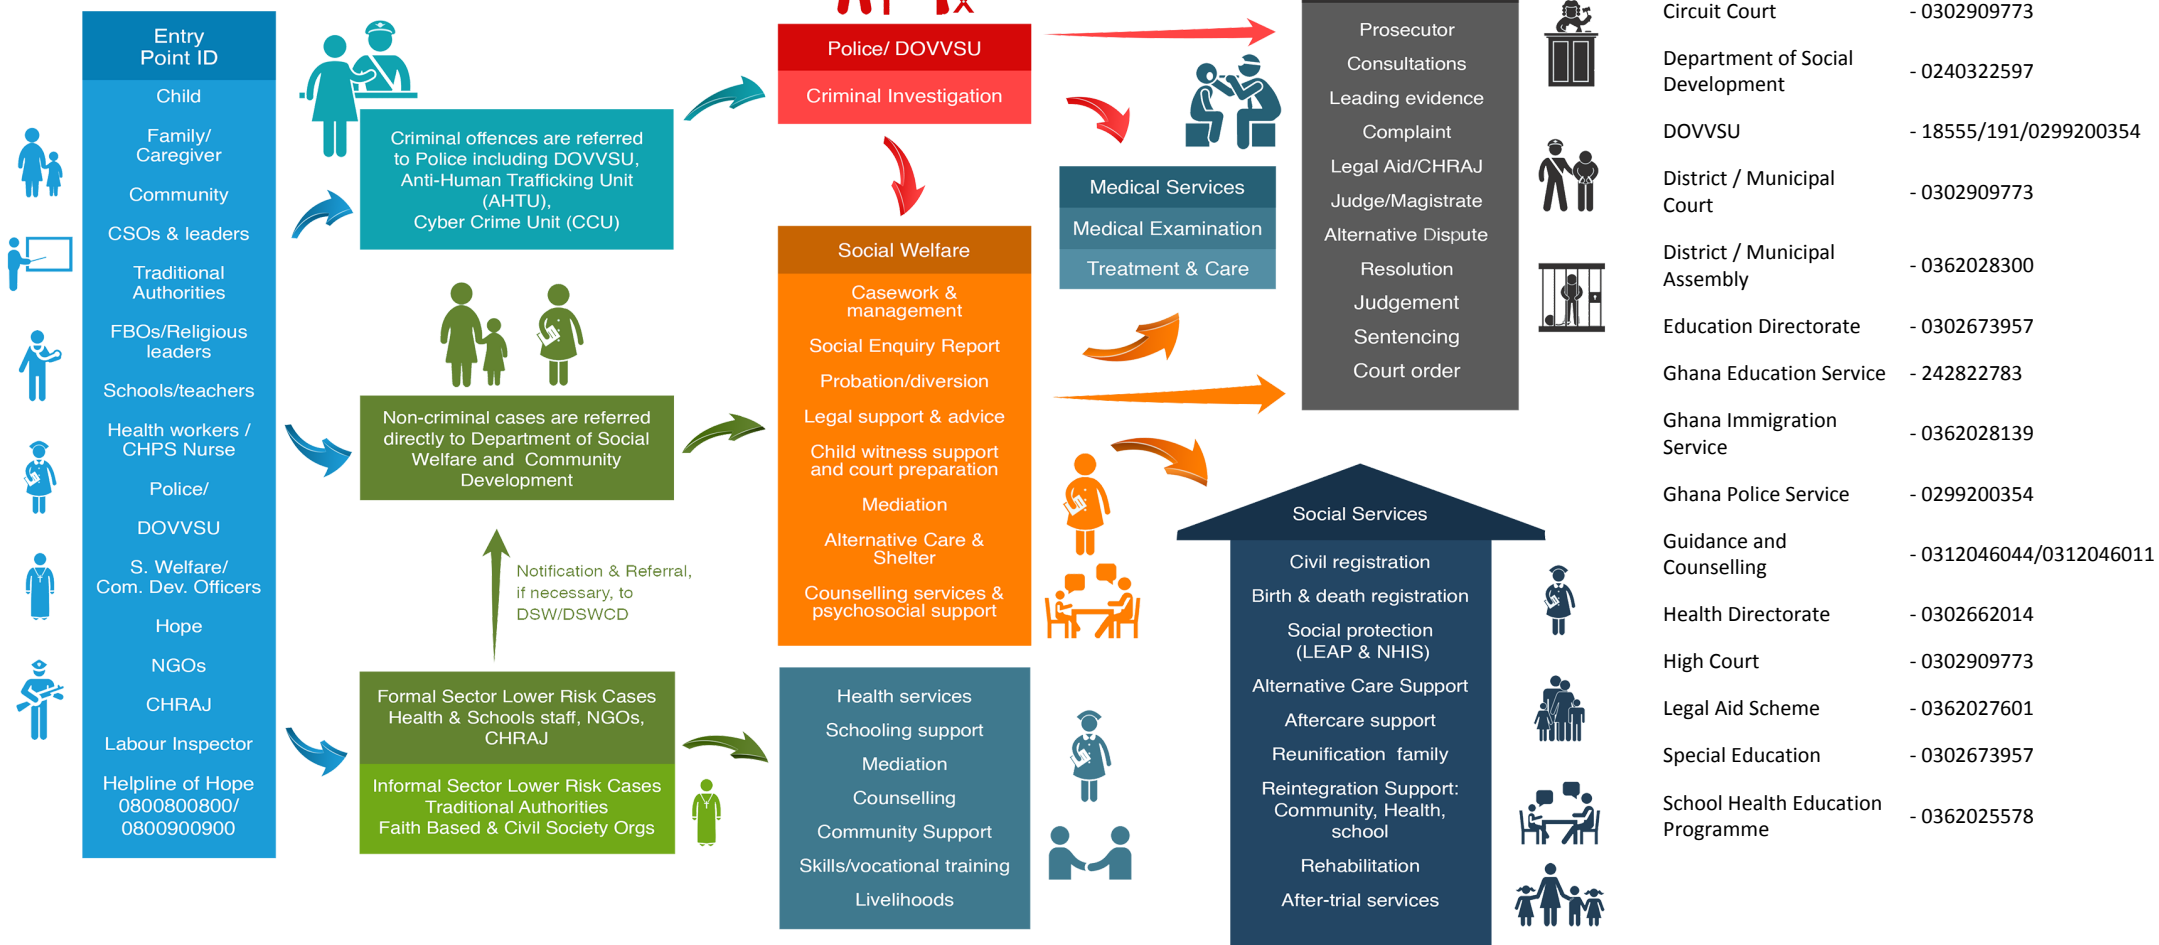 Entry
Point ID
Child
Family/
Caregiver
Community
CSOs & leaders
Traditional
Authorities
FBOs/Religious
leaders
Schools/teachers
Health workers /
CHPS Nurse
Police/
DOVVSU
S. Welfare/
Com. Dev. Officers
Hope
NGOs
CHRAJ
Labour Inspector
Helpline of Hope
0800800800/
0800900900
Criminal offences are referred
to Police including DOVVSU,
Anti-Human Trafficking Unit
(AHTU),
Cyber Crime Unit (CCU)
Non-criminal cases are referred
directly to Department of Social
Welfare and Community
Development
Notification & Referral,
if necessary, to
DSW/DSWCD
Formal Sector Lower Risk Cases
Health & Schools staff, NGOs,
CHRAJ
Informal Sector Lower Risk Cases
Traditional Authorities
Faith Based & Civil Society Orgs
Police/ DOVVSU
Criminal Investigation
Social Welfare
Casework &
management
Social Enquiry Report
Probation/diversion
Legal support & advice
Child witness support
and court preparation
Mediation
Alternative Care &
Shelter
Counselling services &
psychosocial support
Health services
Schooling support
Mediation
Counselling
Community Support
Skills/vocational training
Livelihoods
Medical Services
Medical Examination
Treatment & Care
Prosecutor
Consultations
Leading evidence
Complaint
Legal Aid/CHRAJ
Judge/Magistrate
Alternative Dispute
Resolution
Judgement
Sentencing
Court order
Social Services
Civil registration
Birth & death registration
Social protection
(LEAP & NHIS)
Alternative Care Support
Aftercare support
Reunification family
Reintegration Support:
Community, Health,
school
Rehabilitation
After-trial services
Circuit Court - 0302909773
Department of Social
Development - 0240322597
DOVVSU - 18555/191/0299200354
District / Municipal
Court - 0302909773
District / Municipal
Assembly - 0362028300
Education Directorate - 0302673957
Ghana Education Service - 242822783
Ghana Immigration
Service - 0362028139
Ghana Police Service - 0299200354
Guidance and
Counselling - 0312046044/0312046011
Health Directorate - 0302662014
High Court - 0302909773
Legal Aid Scheme - 0362027601
Special Education - 0302673957
School Health Education
Programme - 0362025578